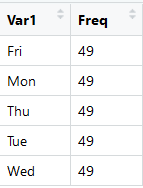 Var1 Freq
Fri 49
Mon 49
Thu 49
Tue 49
Wed 49